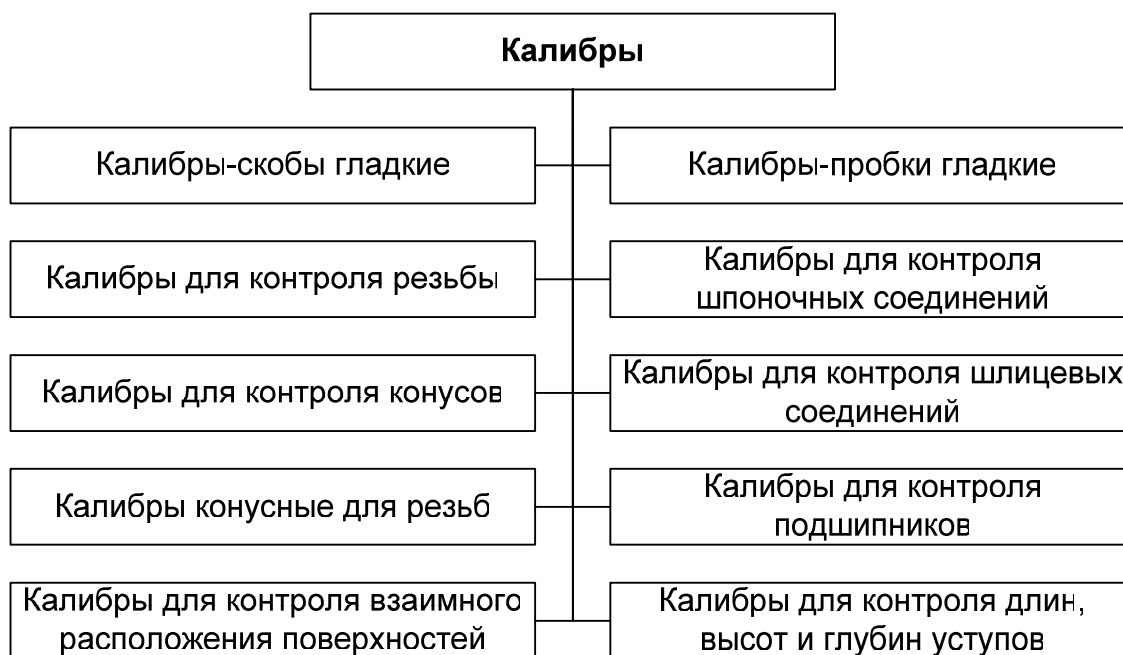 Калибры
Калибры-скобы гладкие
Калибры-пробки гладкие
Калибры для контроля резьбы
Калибры для контроля
шпоночных соединений
Калибры для контроля конусов
Калибры для контроля шлицевых
соединений
Калибры конусные для резьб
Калибры для контроля
подшипников
Калибры для контроля взаимного
расположения поверхностей
Калибры для контроля длин,
высот и глубин уступов